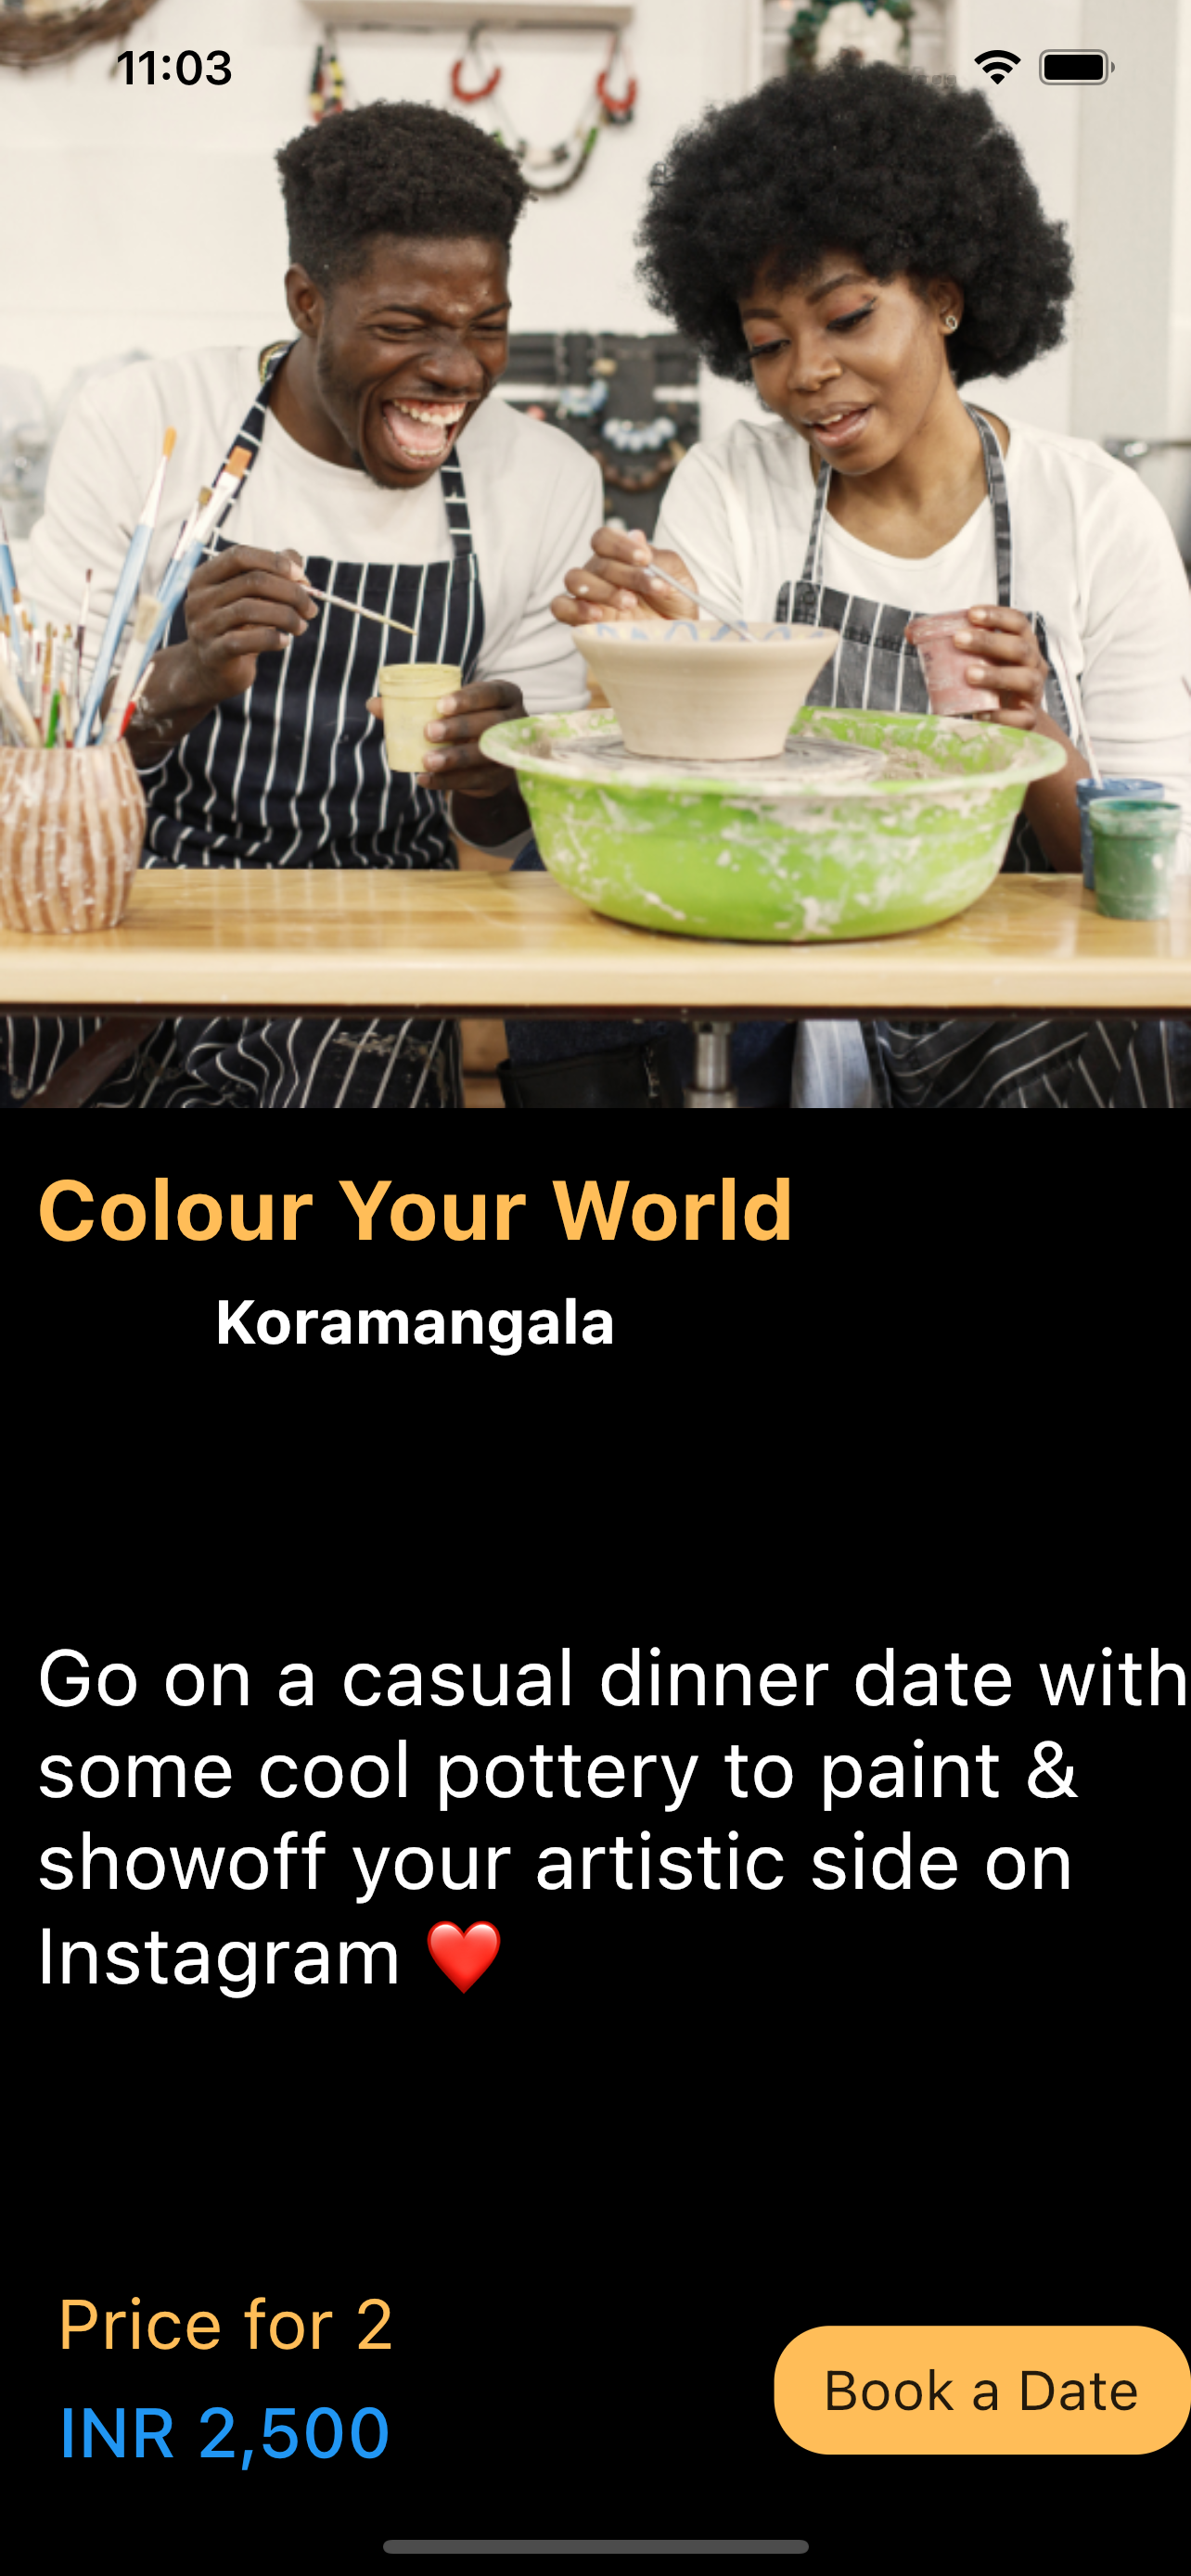 11:03
Colour Your World
Koramangala
Go on a casual dinner date with
some cool pottery to paint &
showoff your artistic side on
Instagram ❤️
Price for 2
INR 2,500
Book a Date